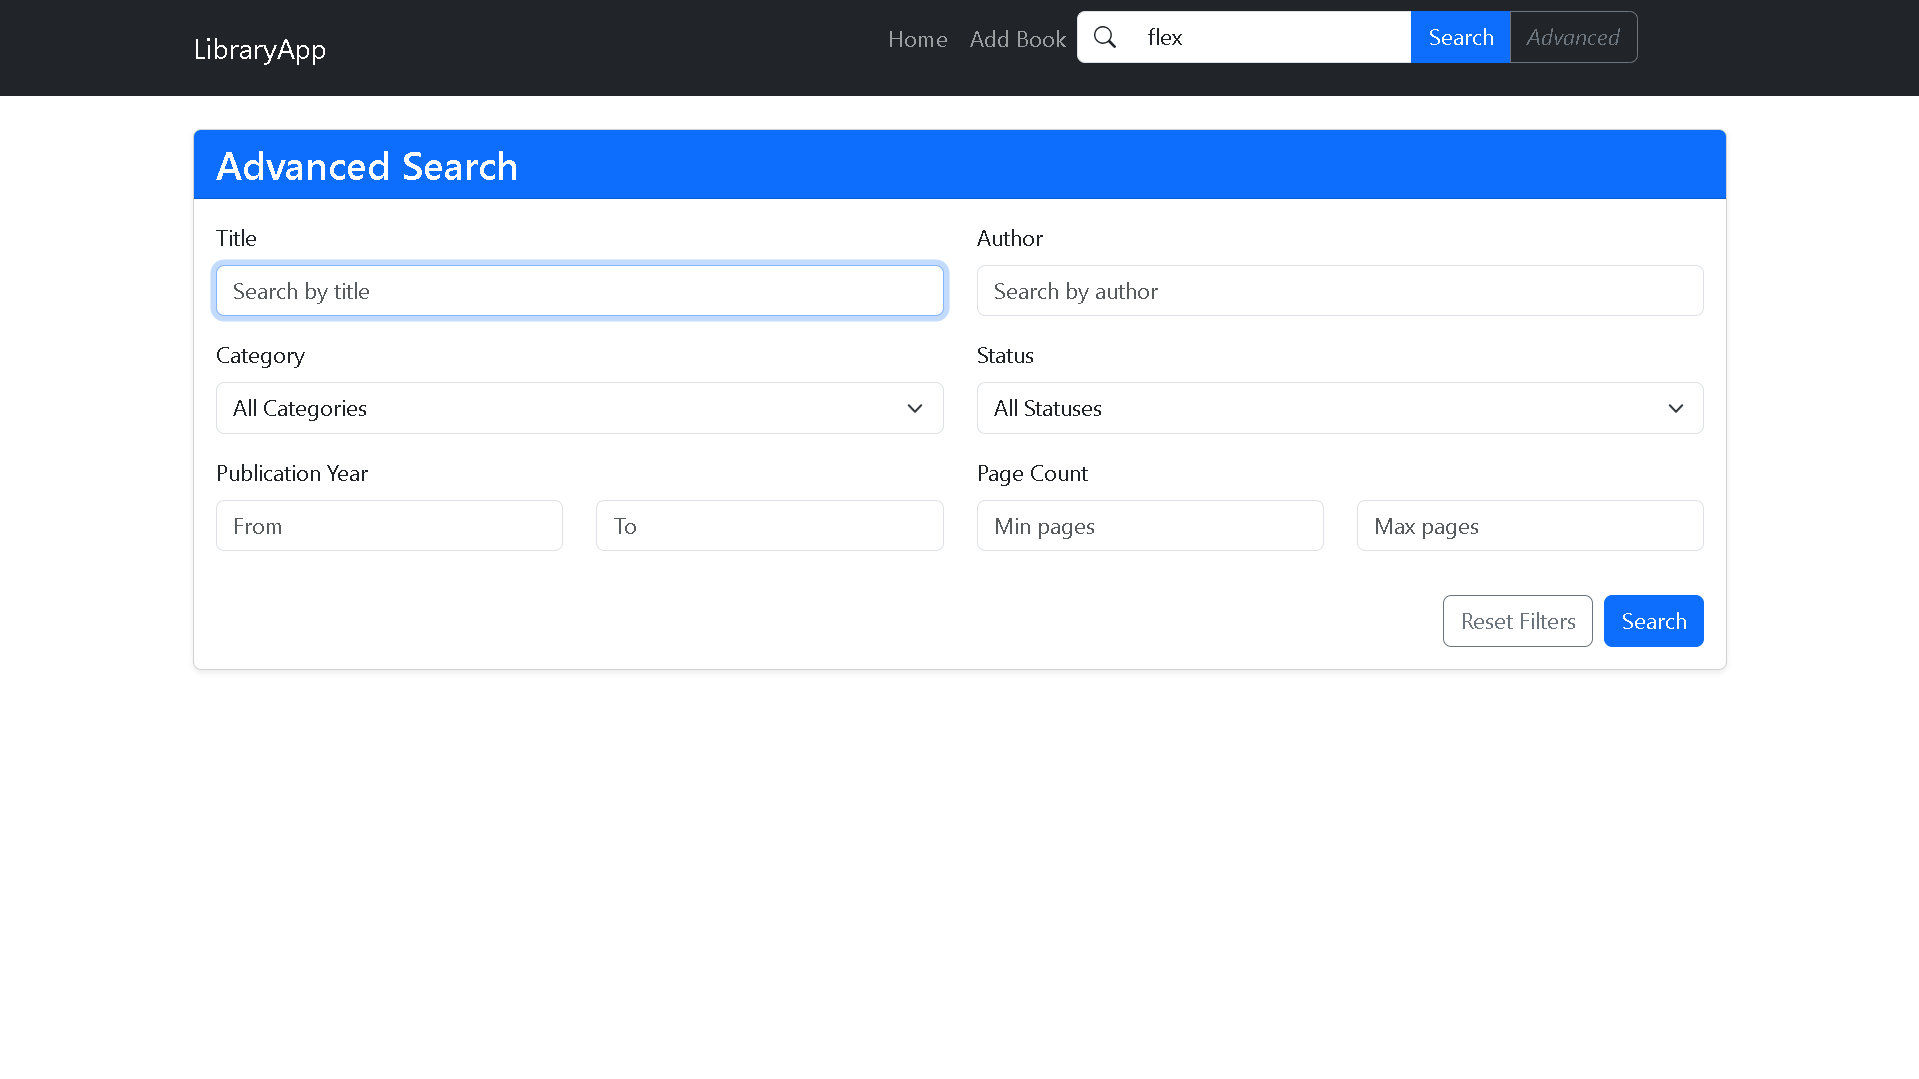 LibraryApp
Home
Add Book
flex
Search
Advanced
Advanced Search
Title
Author
Search by title
Search by author
Category
Status
All Categories
All Statuses
Publication Year
Page Count
From
To
Min pages
Max pages
Reset Filters
Search